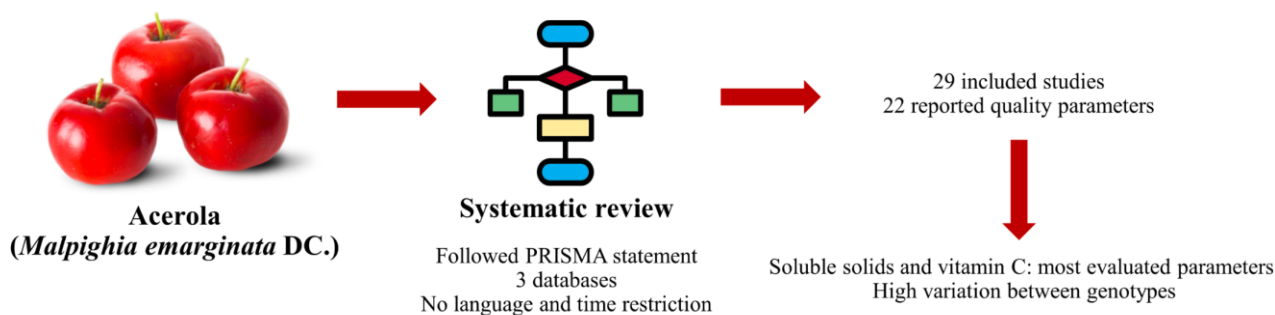 Acerola
(Malpighia emarginata DC.)
Systematic review
Followed PRISMA statement
3 databases
No language and time restriction
29 included studies
22 reported quality parameters
Soluble solids and vitamin C: most evaluated parameters
High variation between genotypes